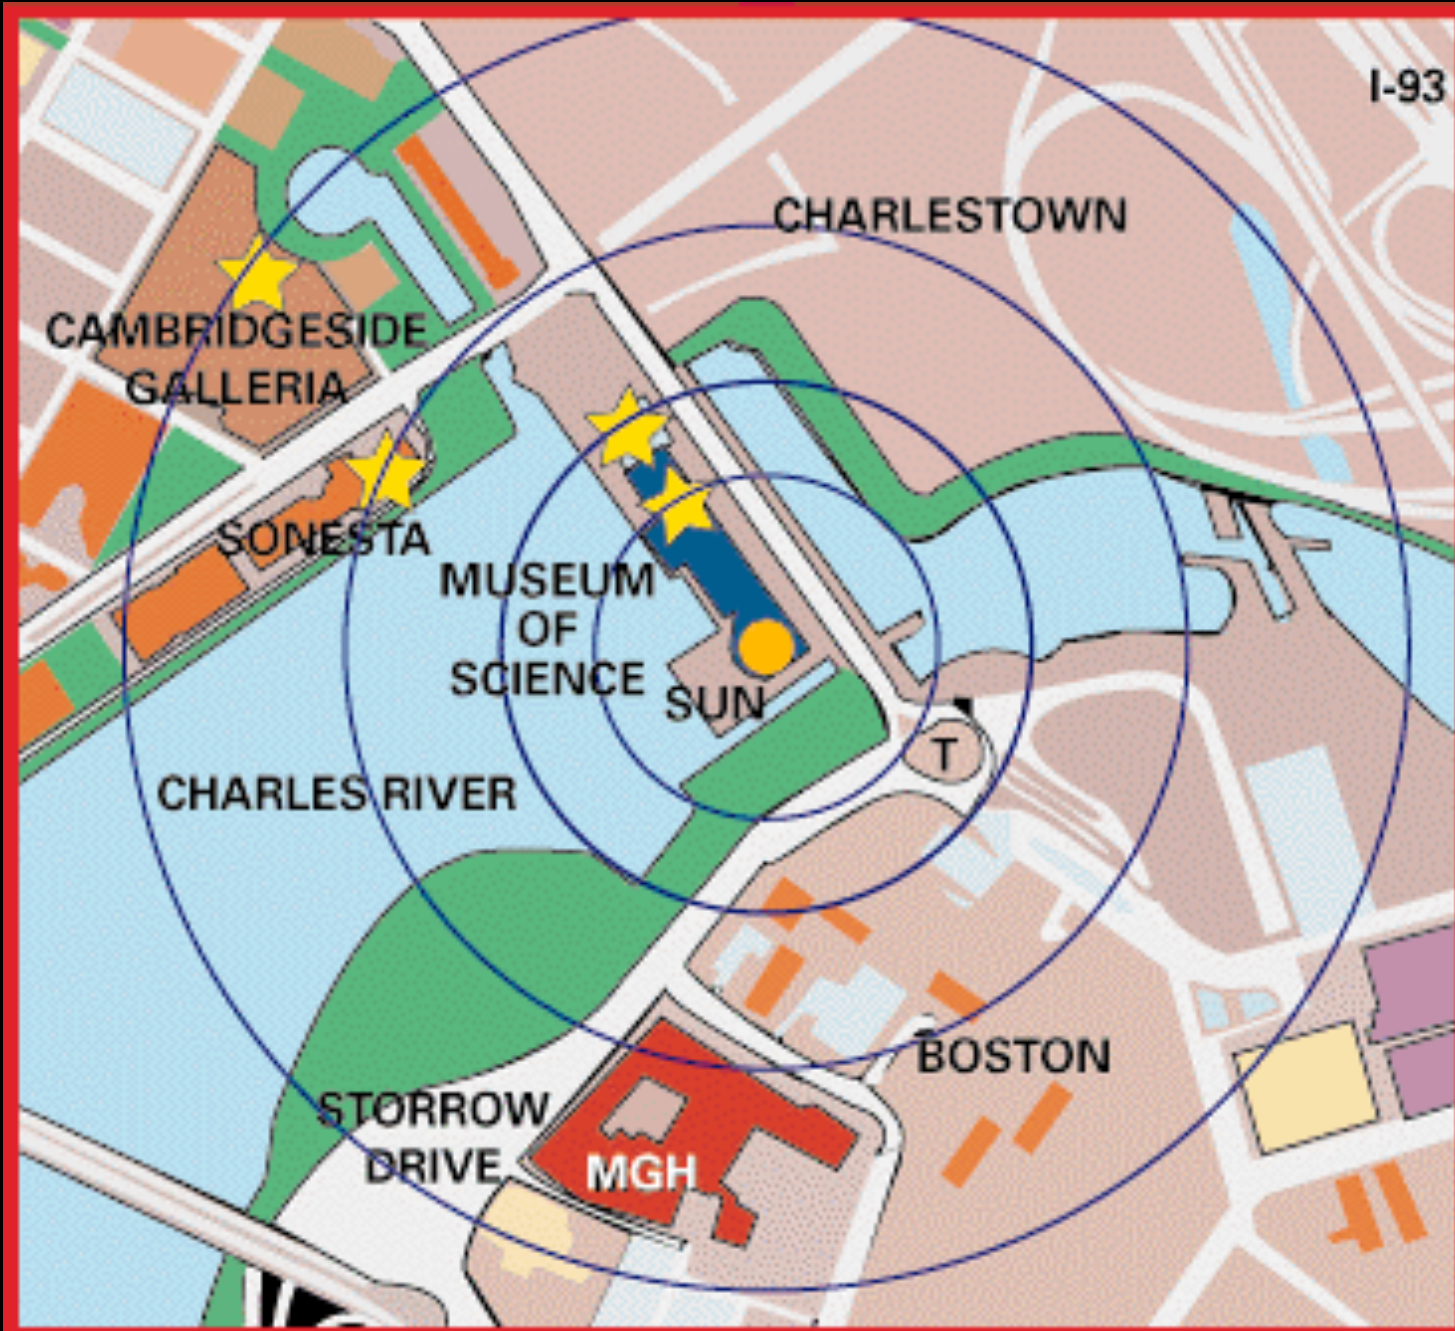 I-93
CHARLESTOWN
CAMBRIDGESIDE
GALLERIA
SONESTA
MUSEUM
OF
SCIENCE
SUN
T
CHARLES RIVER
BOSTON
STORROW
DRIVE
MGH